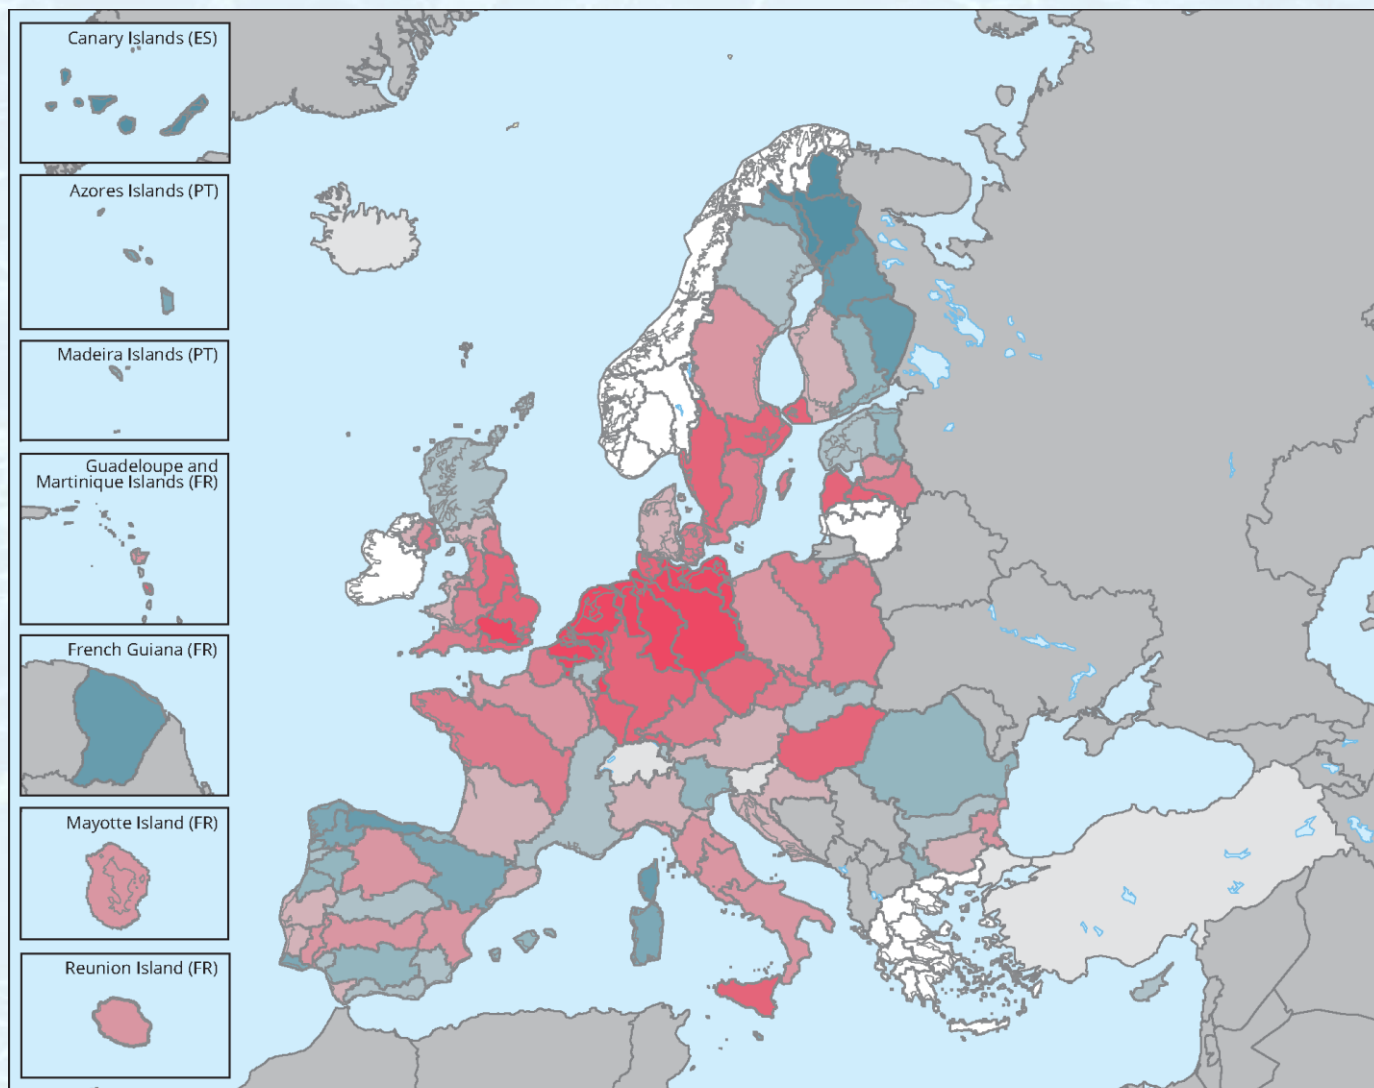 Canary Islands (ES)
Azores Islands (PT)
Madeira Islands (PT)
Guadeloupe and
Martinique Islands (FR)
French Guiana (FR)
Mayotte Island (FR)
Reunion Island (FR)